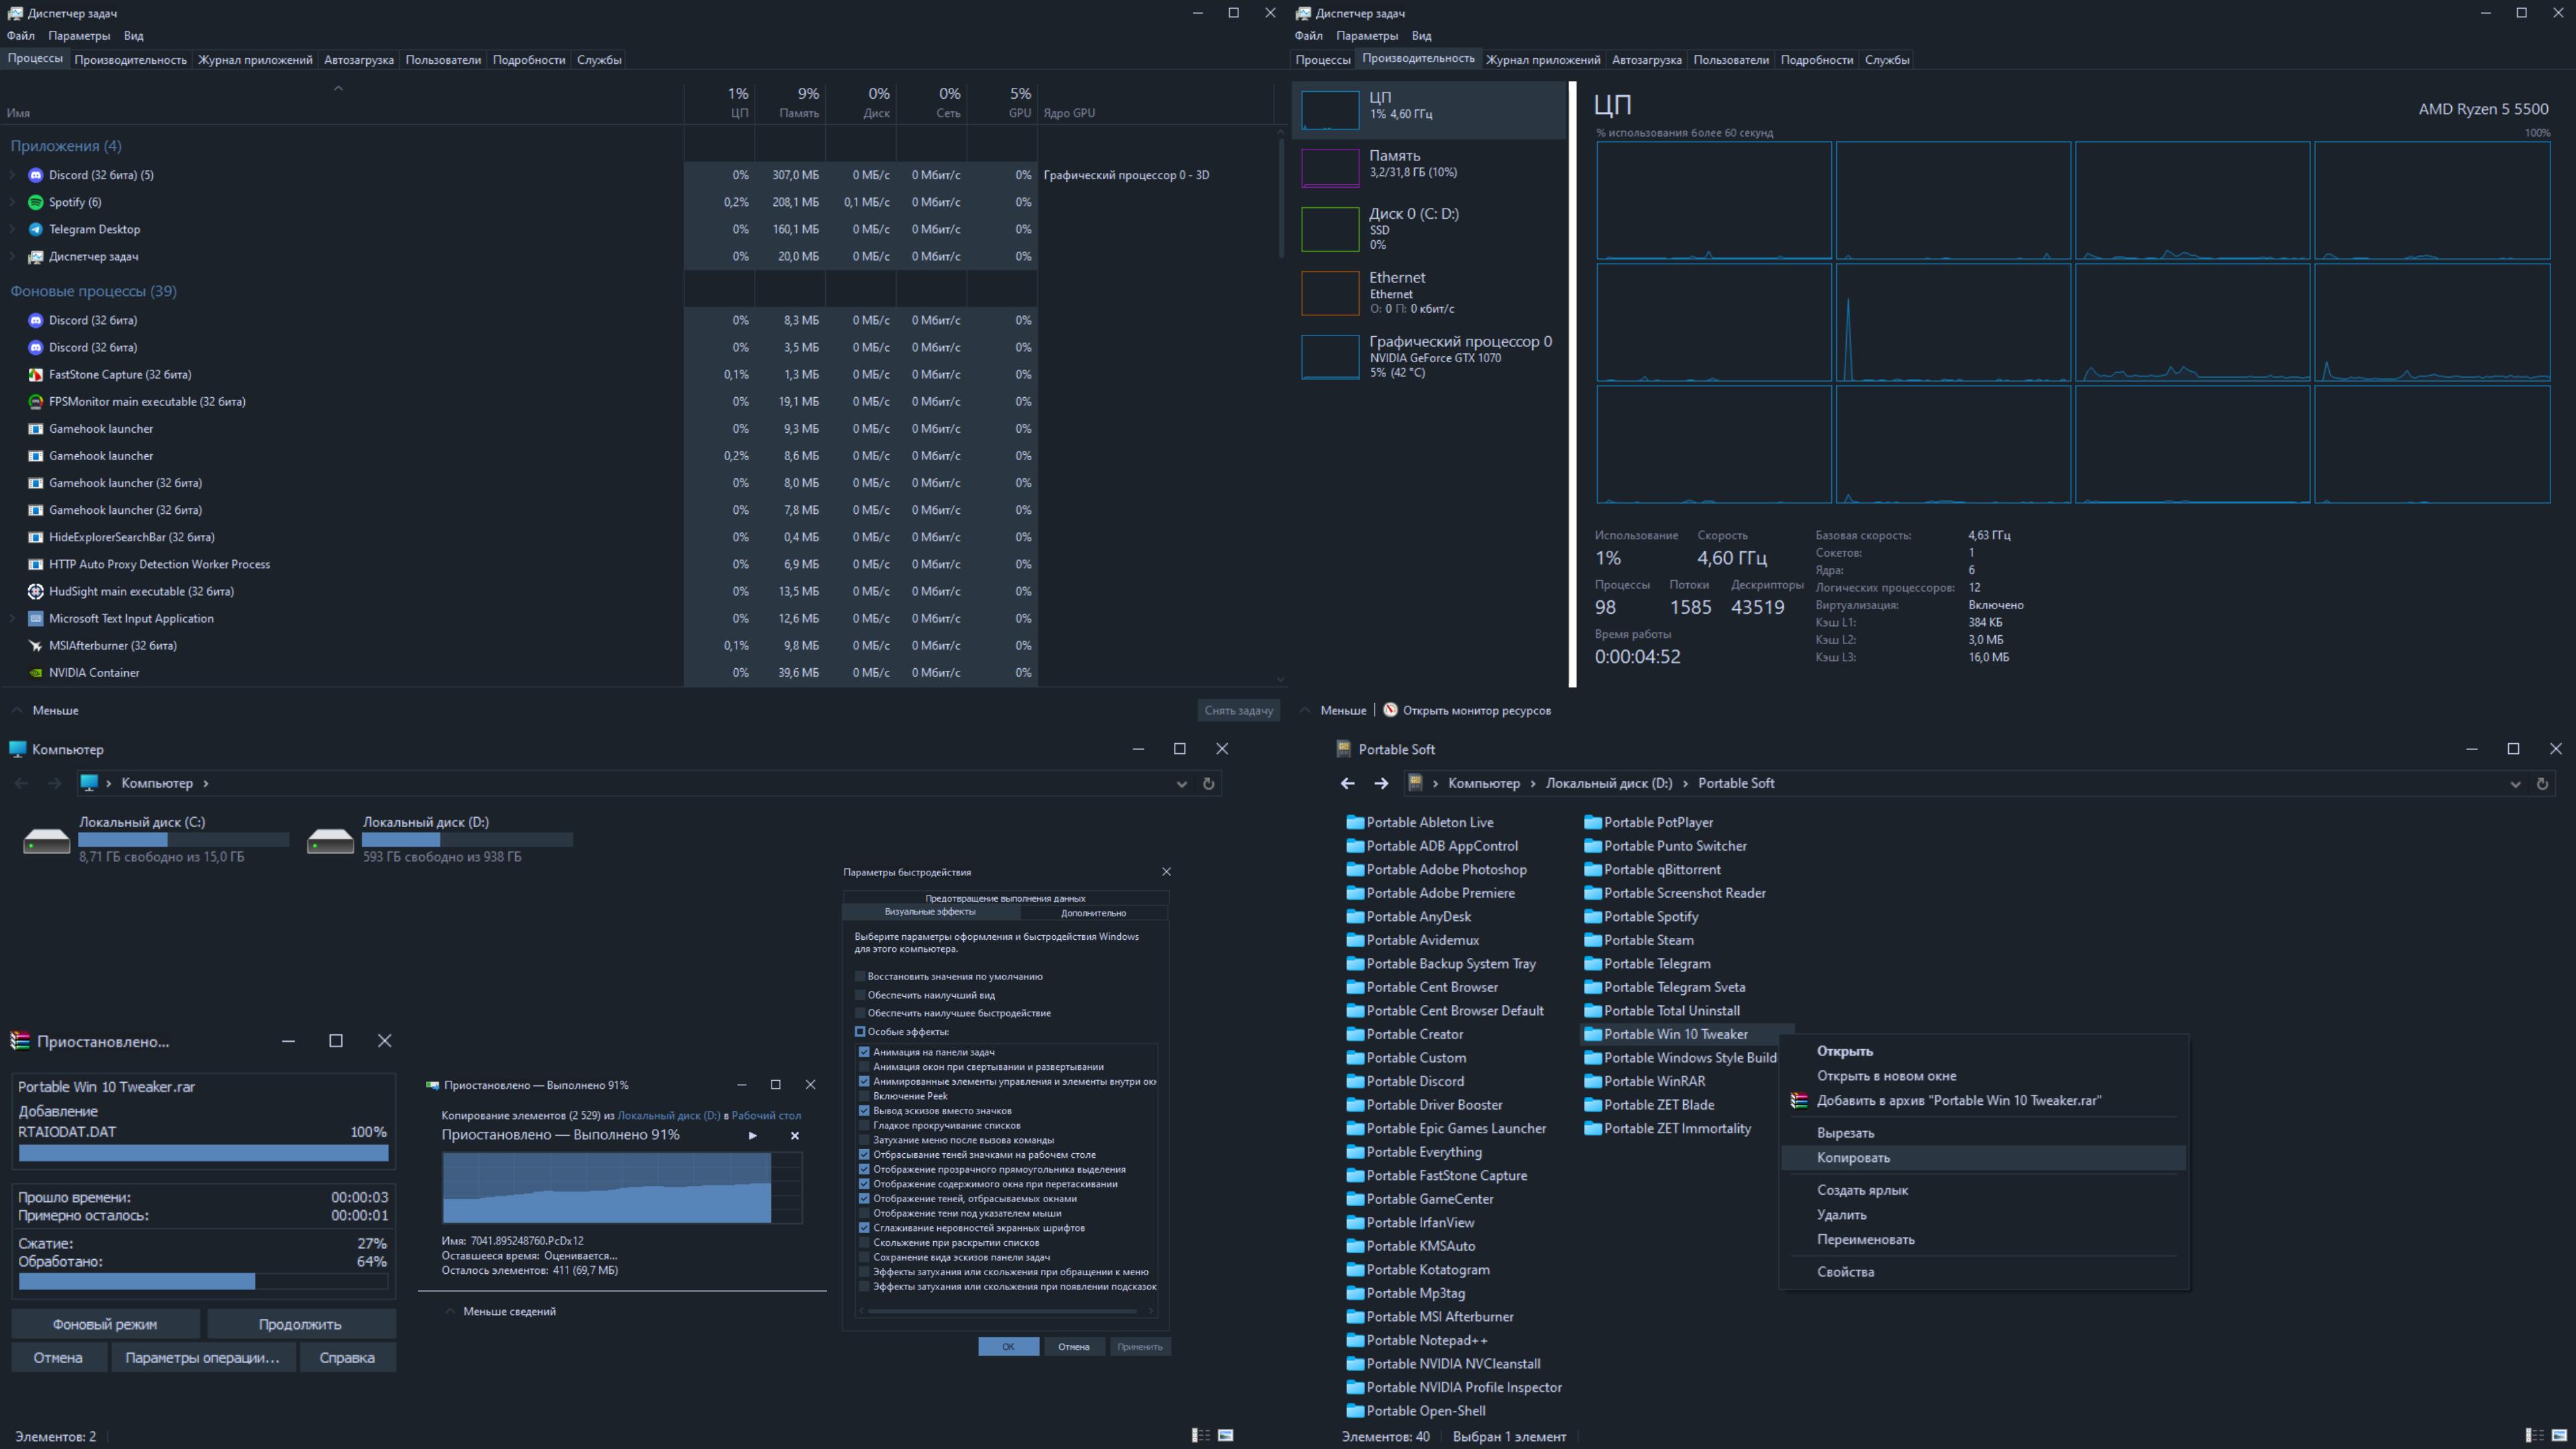 Диспетчер задач
Файл Параметры Вид
Процессы Производительность Журнал приложений Автозагрузка Пользователи Подробности Службы
1% 9% 0% 0% 5%
Имя ЦП Память Диск Сеть GPU Ядро GPU
Приложения (4)
Discord (32 бита) (5) 0% 307,0 МБ 0 МБ/с 0 Мбит/с 0% Графический процессор 0 - 3D
Spotify (6) 0,2% 208,1 МБ 0,1 МБ/с 0 Мбит/с 0%
Telegram Desktop 0% 160,1 МБ 0 МБ/с 0 Мбит/с 0%
Диспетчер задач 0% 20,0 МБ 0 МБ/с 0 Мбит/с 0%
Фоновые процессы (39)
Discord (32 бита) 0% 8,3 МБ 0 МБ/с 0 Мбит/с 0%
Discord (32 бита) 0% 3,5 МБ 0 МБ/с 0 Мбит/с 0%
FastStone Capture (32 бита) 0,1% 1,3 МБ 0 МБ/с 0 Мбит/с 0%
FPSMonitor main executable (32 бита) 0% 19,1 МБ 0 МБ/с 0 Мбит/с 0%
Gamehook launcher 0% 9,3 МБ 0 МБ/с 0 Мбит/с 0%
Gamehook launcher 0,2% 8,6 МБ 0 МБ/с 0 Мбит/с 0%
Gamehook launcher (32 бита) 0% 8,0 МБ 0 МБ/с 0 Мбит/с 0%
Gamehook launcher (32 бита) 0% 7,8 МБ 0 МБ/с 0 Мбит/с 0%
HideExplorerSearchBar (32 бита) 0% 0,4 МБ 0 МБ/с 0 Мбит/с 0%
HTTP Auto Proxy Detection Worker Process 0% 6,9 МБ 0 МБ/с 0 Мбит/с 0%
HudSight main executable (32 бита) 0% 13,5 МБ 0 МБ/с 0 Мбит/с 0%
Microsoft Text Input Application 0% 12,6 МБ 0 МБ/с 0 Мбит/с 0%
MSIAfterburner (32 бита) 0,1% 9,8 МБ 0 МБ/с 0 Мбит/с 0%
NVIDIA Container 0% 39,6 МБ 0 МБ/с 0 Мбит/с 0%
Меньше Снять задачу
Диспетчер задач
Файл Параметры Вид
Процессы Производительность Журнал приложений Автозагрузка Пользователи Подробности Службы
ЦП
1% 4,60 ГГц
Память
3,2/31,8 ГБ (10%)
Диск 0 (C: D:)
SSD
0%
Ethernet
Ethernet
О: 0 П: 0 кбит/с
Графический процессор 0
NVIDIA GeForce GTX 1070
5% (42 °C)
ЦП AMD Ryzen 5 5500
% использования более 60 секунд 100%
Использование Скорость
1% 4,60 ГГц
Процессы Потоки Дескрипторы
98 1585 43519
Время работы
0:00:04:52
Базовая скорость: 4,63 ГГц
Сокетов: 1
Ядра: 6
Логических процессоров: 12
Виртуализация: Включено
Кэш L1: 384 КБ
Кэш L2: 3,0 МБ
Кэш L3: 16,0 МБ
Меньше | Открыть монитор ресурсов
Компьютер
Компьютер
Локальный диск (C:)
8,71 ГБ свободно из 15,0 ГБ
Локальный диск (D:)
593 ГБ свободно из 938 ГБ
Приостановлено...
Portable Win 10 Tweaker.rar
Добавление
RTAIODAT.DAT 100%
Прошло времени: 00:00:03
Примерно осталось: 00:00:01
Сжатие: 27%
Обработано: 64%
Фоновый режим Продолжить
Отмена Параметры операции... Справка
Приостановлено — Выполнено 91%
Копирование элементов (2 529) из Локальный диск (D:) в Рабочий стол
Приостановлено — Выполнено 91%
Имя: 7041.895248760.PcDx12
Оставшееся время: Оценивается...
Осталось элементов: 411 (69,7 МБ)
Меньше сведений
Параметры быстродействия
Предотвращение выполнения данных
Визуальные эффекты Дополнительно
Выберите параметры оформления и быстродействия Windows
для этого компьютера.
Восстановить значения по умолчанию
Обеспечить наилучший вид
Обеспечить наилучшее быстродействие
Особые эффекты:
Анимация на панели задач
Анимация окон при свертывании и развертывании
Анимированные элементы управления и элементы внутри окн
Включение Peek
Вывод эскизов вместо значков
Гладкое прокручивание списков
Затухание меню после вызова команды
Отбрасывание теней значками на рабочем столе
Отображение прозрачного прямоугольника выделения
Отображение содержимого окна при перетаскивании
Отображение теней, отбрасываемых окнами
Отображение тени под указателем мыши
Сглаживание неровностей экранных шрифтов
Скольжение при раскрытии списков
Сохранение вида эскизов панели задач
Эффекты затухания или скольжения при обращении к меню
Эффекты затухания или скольжения при появлении подсказок
ОК Отмена Применить
Элементов: 2
Portable Soft
Компьютер Локальный диск (D:) Portable Soft
Portable Ableton Live
Portable ADB AppControl
Portable Adobe Photoshop
Portable Adobe Premiere
Portable AnyDesk
Portable Avidemux
Portable Backup System Tray
Portable Cent Browser
Portable Cent Browser Default
Portable Creator
Portable Custom
Portable Discord
Portable Driver Booster
Portable Epic Games Launcher
Portable Everything
Portable FastStone Capture
Portable GameCenter
Portable IrfanView
Portable KMSAuto
Portable Kotatogram
Portable Mp3tag
Portable MSI Afterburner
Portable Notepad++
Portable NVIDIA NVCleanstall
Portable NVIDIA Profile Inspector
Portable Open-Shell
Portable PotPlayer
Portable Punto Switcher
Portable qBittorrent
Portable Screenshot Reader
Portable Spotify
Portable Steam
Portable Telegram
Portable Telegram Sveta
Portable Total Uninstall
Portable Win 10 Tweaker
Portable Windows Style Build
Portable WinRAR
Portable ZET Blade
Portable ZET Immortality
Открыть
Открыть в новом окне
Добавить в архив "Portable Win 10 Tweaker.rar"
Вырезать
Копировать
Создать ярлык
Удалить
Переименовать
Свойства
Элементов: 40 Выбран 1 элемент